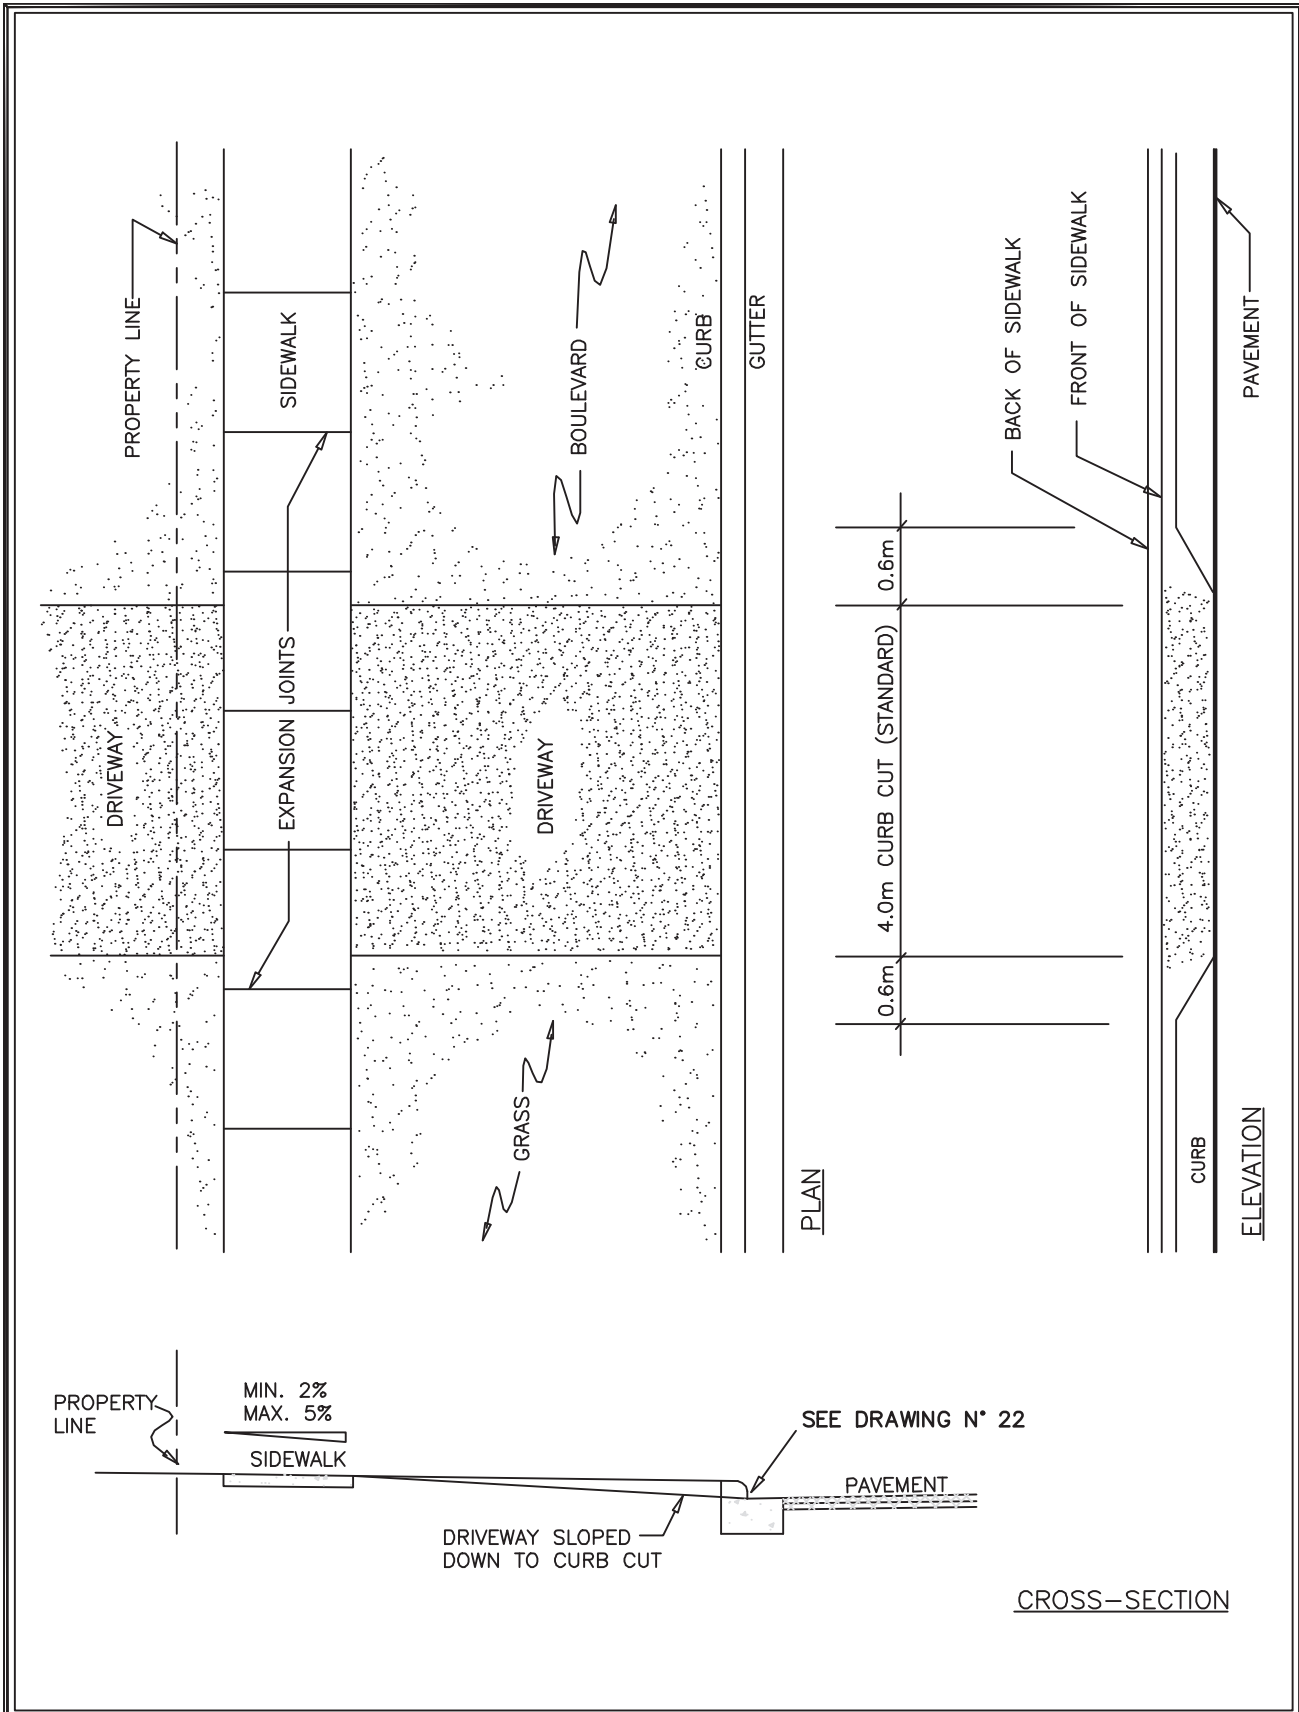 PROPERTY LINE
SIDEWALK
BOULEVARD
CURB
GUTTER
BACK OF SIDEWALK
FRONT OF SIDEWALK
PAVEMENT
DRIVEWAY
EXPANSION JOINTS
DRIVEWAY
0.6m
4.0m CURB CUT (STANDARD)
0.6m
GRASS
PLAN
CURB
ELEVATION
PROPERTY
LINE
MIN. 2%
MAX. 5%
SIDEWALK
SEE DRAWING N° 22
PAVEMENT
DRIVEWAY SLOPED
DOWN TO CURB CUT
CROSS-SECTION